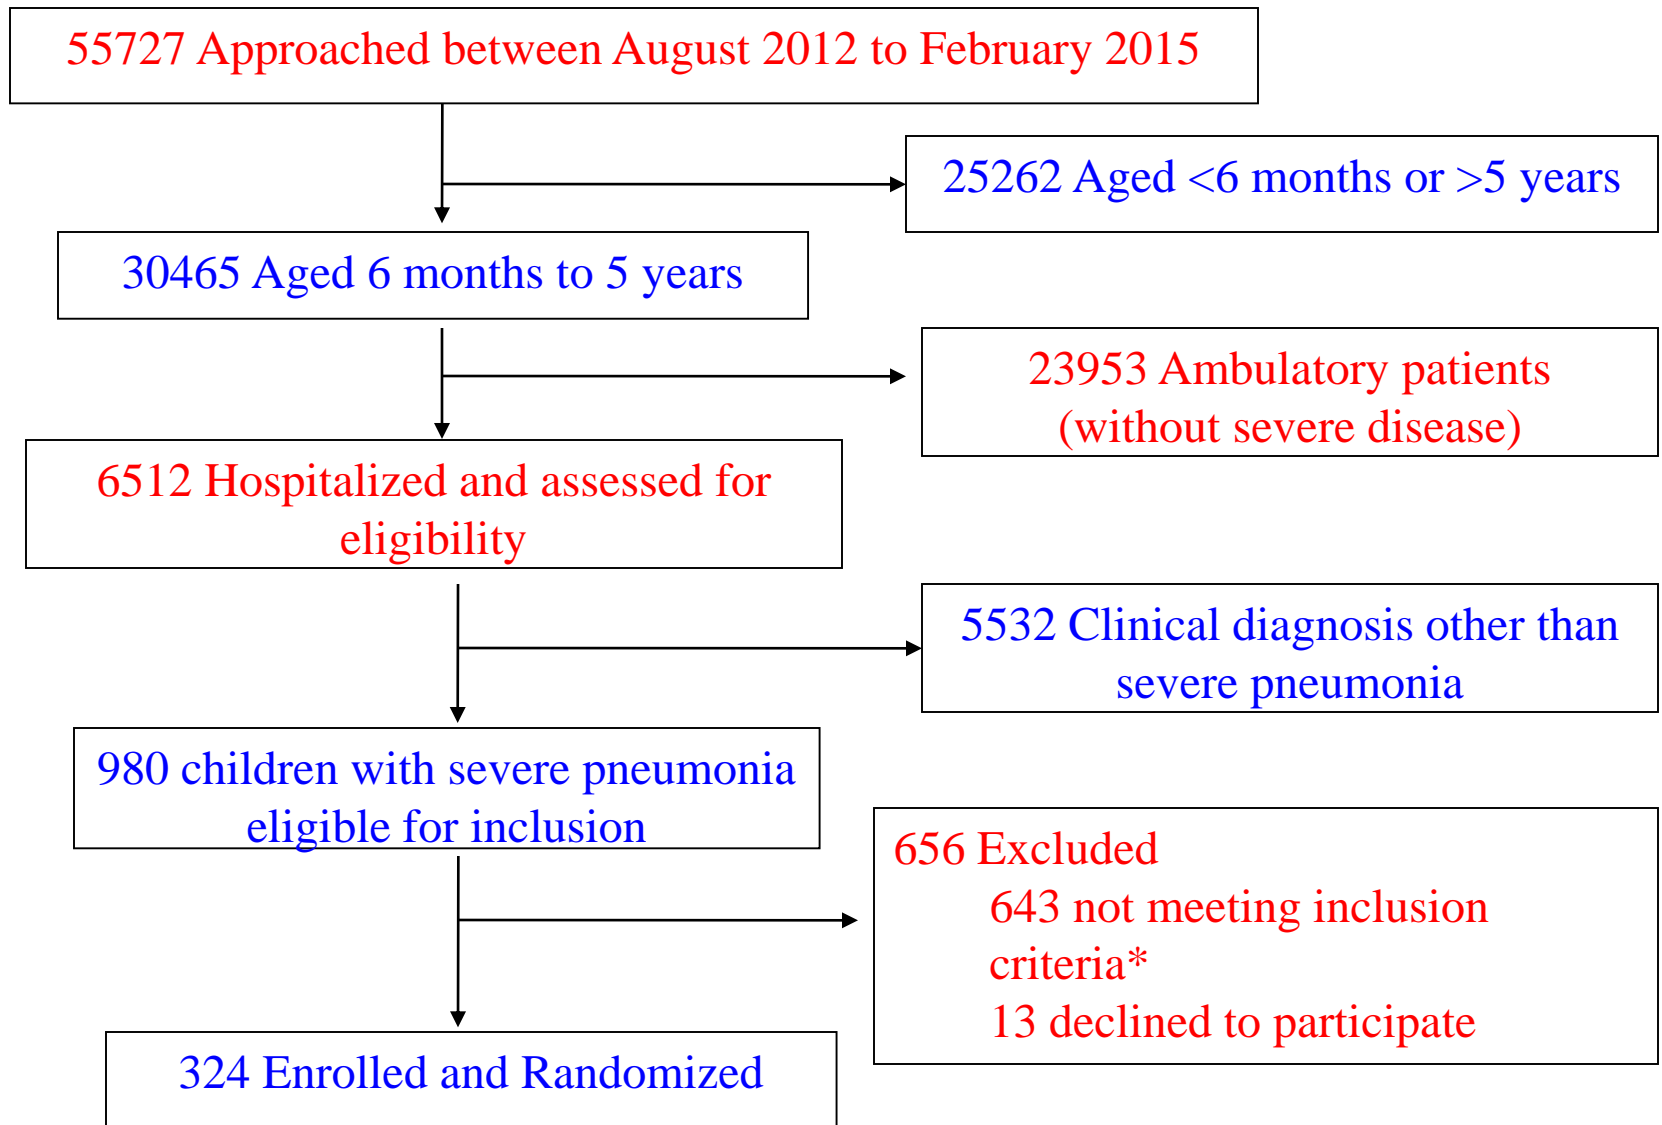 55727 Approached between August 2012 to February 2015
25262 Aged <6 months or >5 years
30465 Aged 6 months to 5 years
23953 Ambulatory patients
(without severe disease)
6512 Hospitalized and assessed for
eligibility
5532 Clinical diagnosis other than
severe pneumonia
980 children with severe pneumonia
eligible for inclusion
656 Excluded
643 not meeting inclusion
criteria*
13 declined to participate
324 Enrolled and Randomized